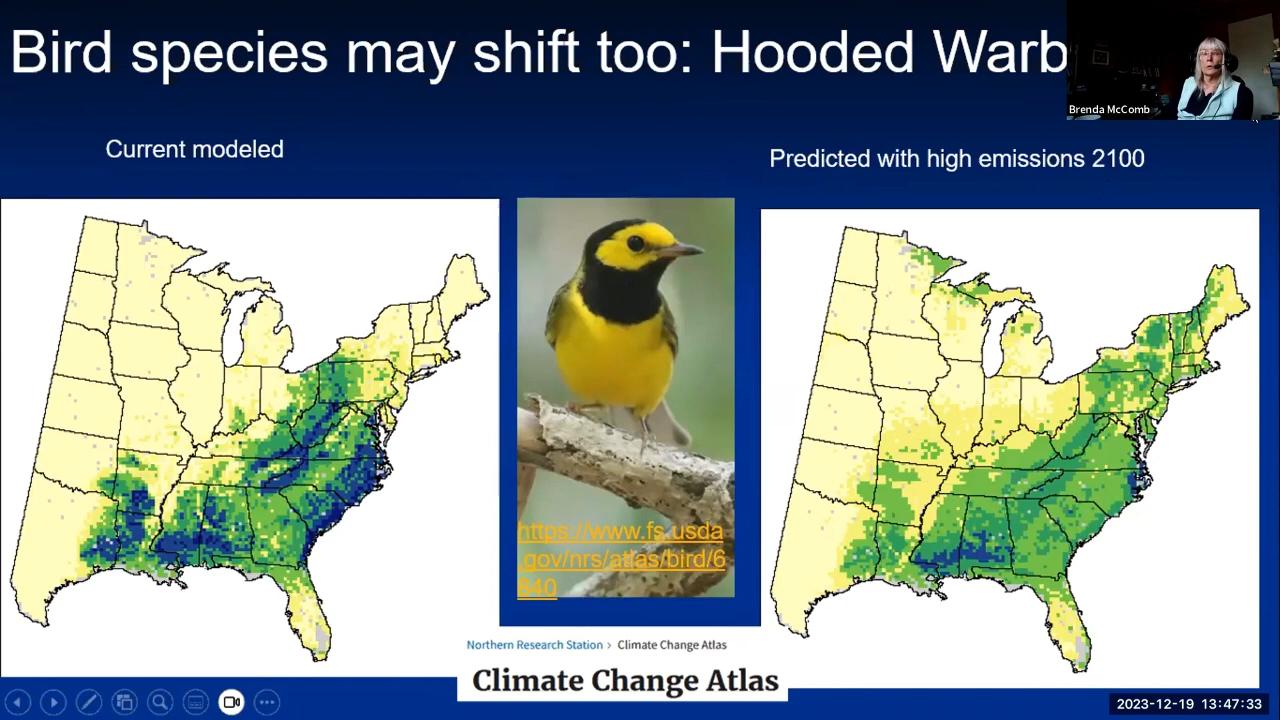 Bird species may shift too: Hooded Warb
Brenda McComb
Current modeled
Predicted with high emissions 2100
https://www.fs.usda
.gov/nrs/atlas/bird/6
840
Northern Research Station > Climate Change Atlas
Climate Change Atlas
2023-12-19 13:47:33